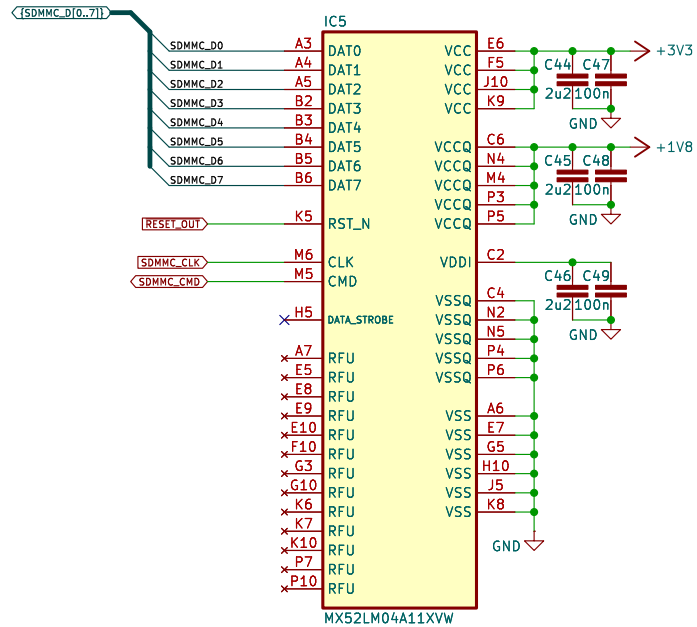 {SDMMC_D[0..7]}
IC5
SDMMC_D0 A3 DAT0 VCC E6 +3V3
SDMMC_D1 A4 DAT1 VCC F5 C44 C47
SDMMC_D2 A5 DAT2 VCC J10 2u2 100n
SDMMC_D3 B2 DAT3 VCC K9
SDMMC_D4 B3 DAT4 GND
SDMMC_D5 B4 DAT5 VCCQ C6 +1V8
SDMMC_D6 B5 DAT6 VCCQ N4 C45 C48
SDMMC_D7 B6 DAT7 VCCQ M4 2u2 100n
VCCQ P3
RESET_OUT K5 RST_N VCCQ P5 GND
SDMMC_CLK M6 CLK VDDI C2
SDMMC_CMD M5 CMD C46 C49
VSSQ C4 2u2 100n
H5 DATA_STROBE VSSQ N2
VSSQ N5 GND
A7 RFU VSSQ P4
E5 RFU VSSQ P6
E8 RFU
E9 RFU VSS A6
E10 RFU VSS E7
F10 RFU VSS G5
G3 RFU VSS H10
G10 RFU VSS J5
K6 RFU VSS K8
K7 RFU
K10 RFU GND
P7 RFU
P10 RFU
MX52LM04A11XVW